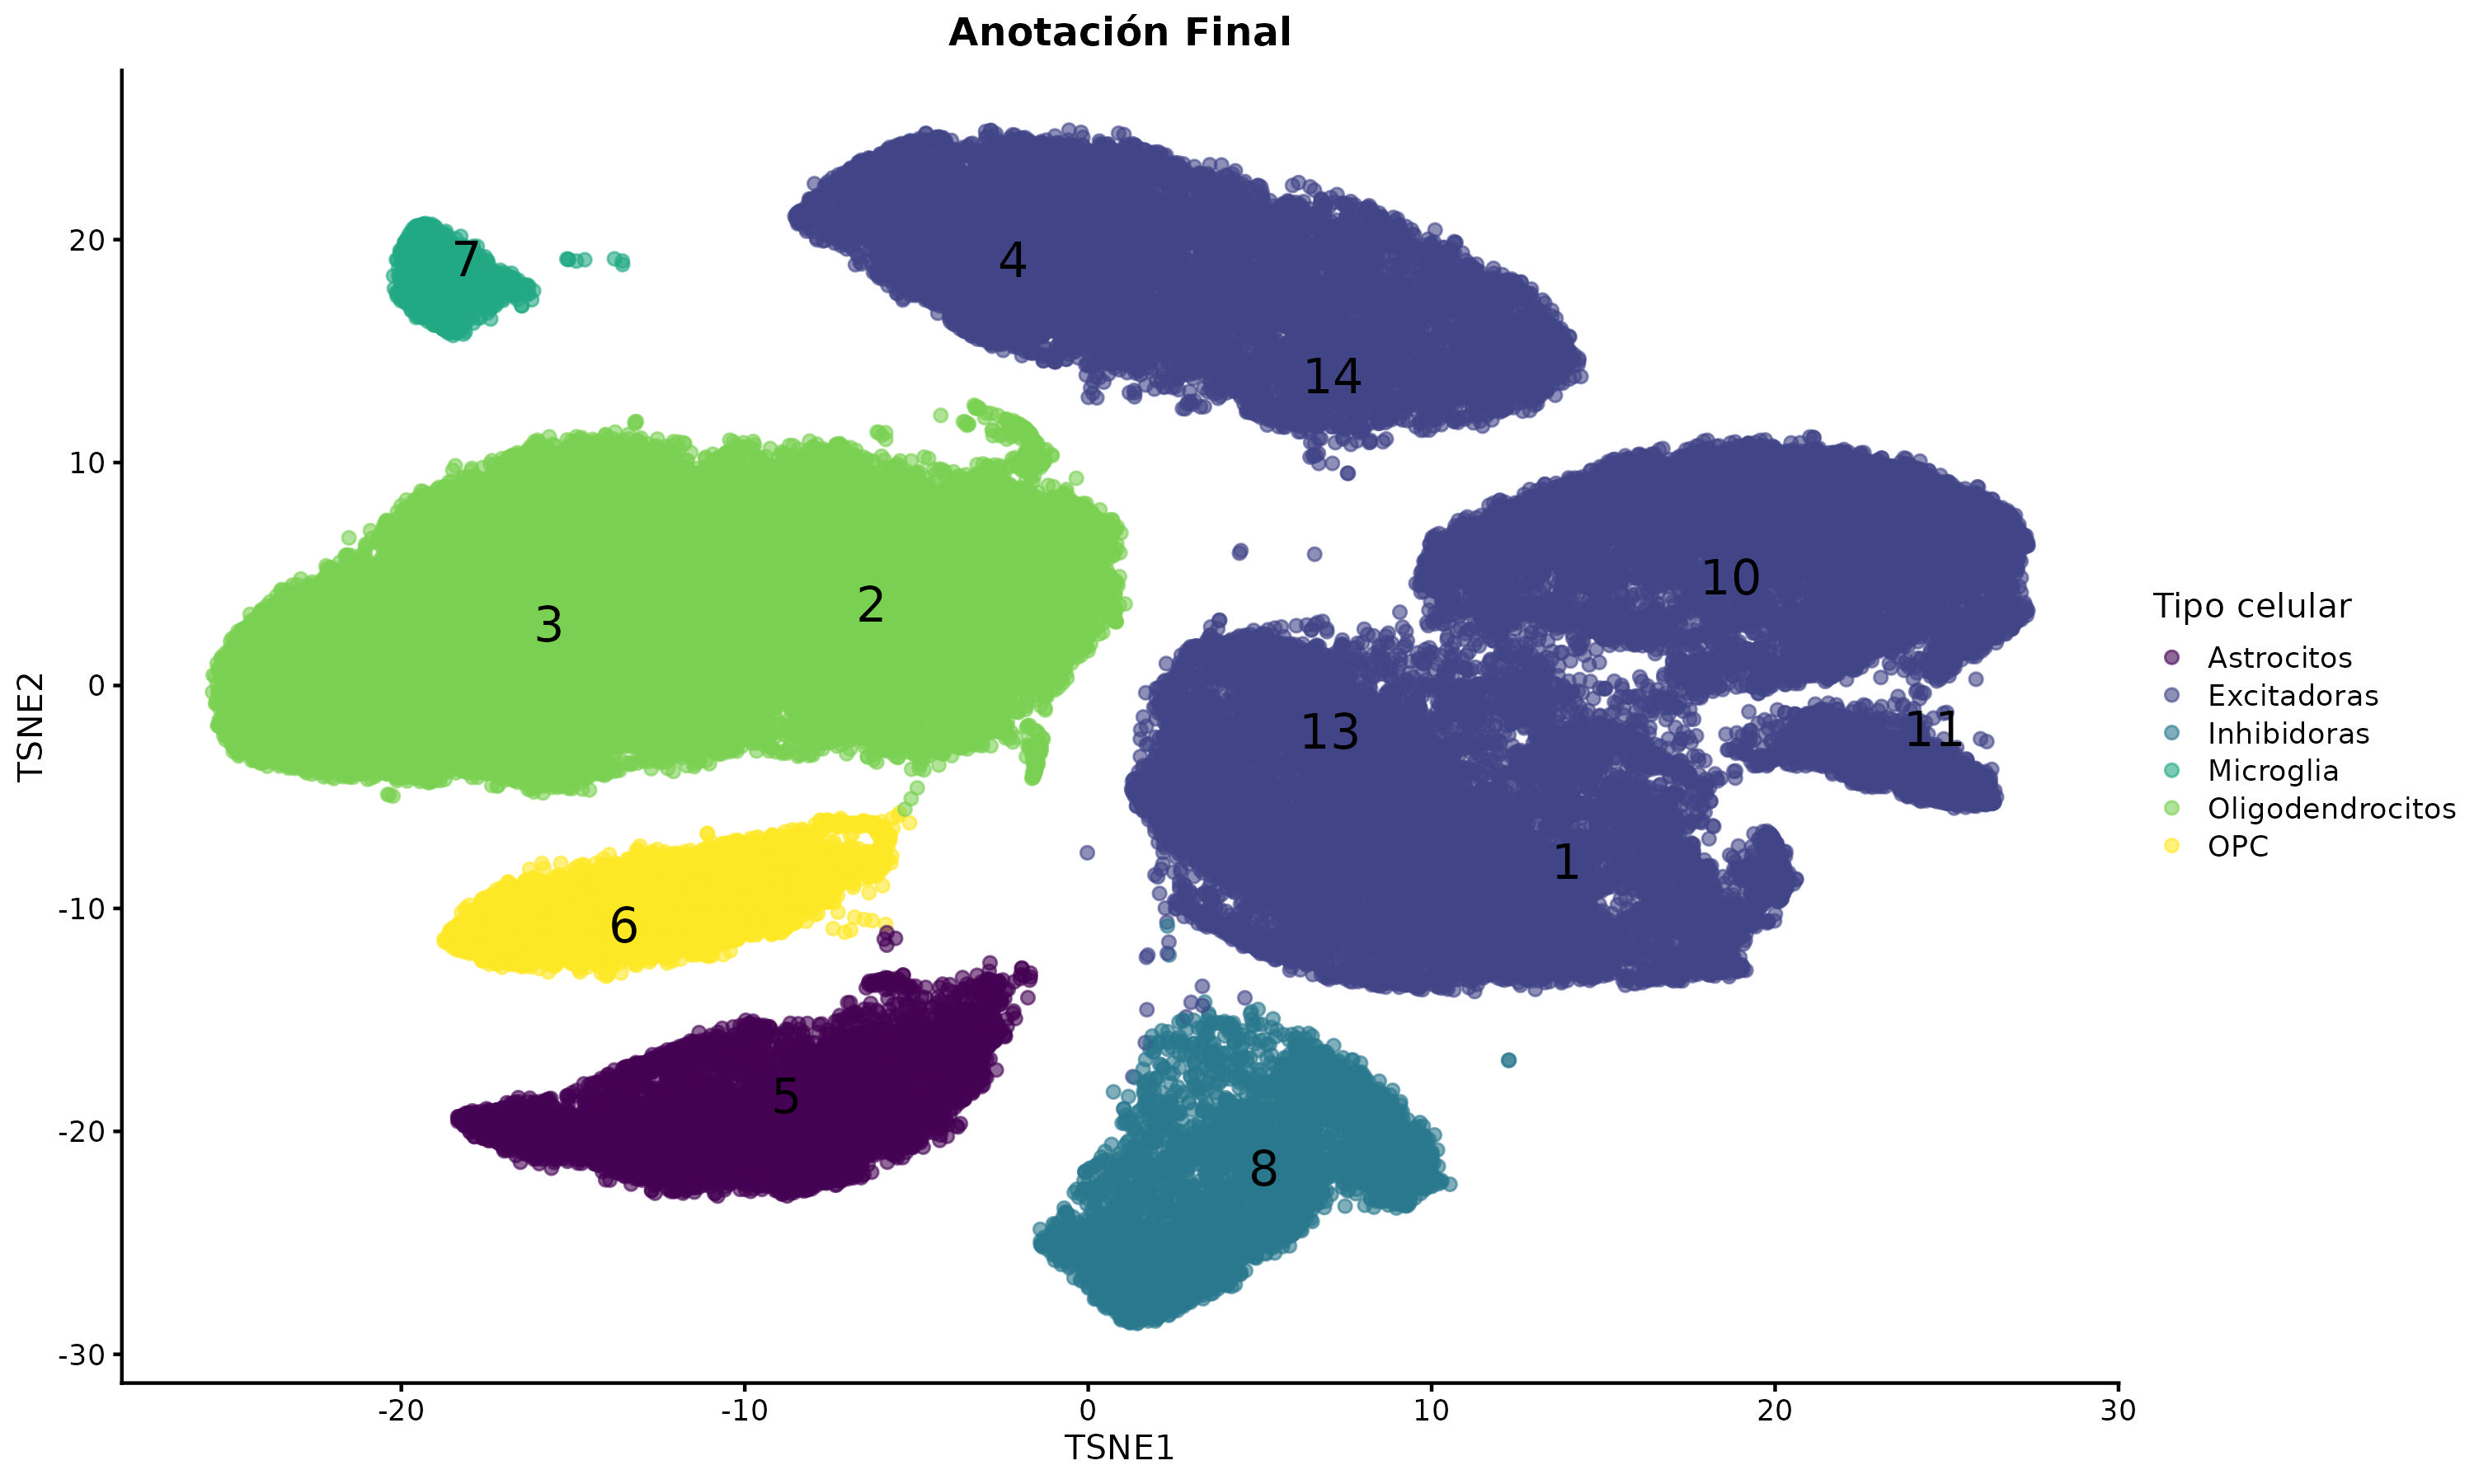 Anotación Final
TSNE2
20
10
0
-10
-20
-30
7
4
14
10
3
2
13
11
1
6
5
8
-20
-10
0
10
20
30
TSNE1
Tipo celular
Astrocitos
Excitadoras
Inhibidoras
Microglia
Oligodendrocitos
OPC